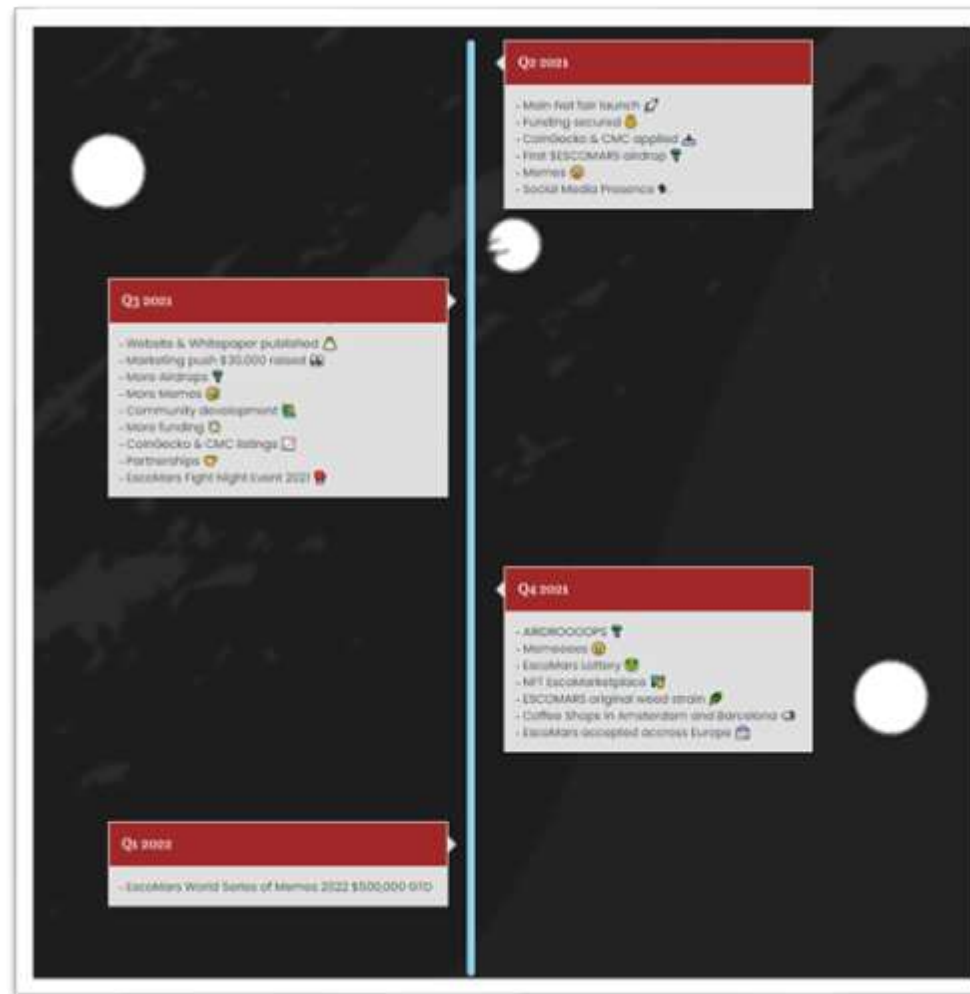 Q2 2021
- Main Net fair launch 🚀
- Funding secured 💰
- CoinGecko & CMC applied
- First $ESCOMARS airdrop
- Memes
- Social Media Presence
Q3 2021
- Website & Whitepaper published
- Marketing push $30,000 raised
- More Airdrops
- More Memes
- Community development
- More funding
- CoinGecko & CMC listings
- Partnerships
- EscoMars Fight Night Event 2021
Q4 2021
- AIRDROOOOPS
- Memeeees
- EscoMars Lottery
- NFT EscoMarketplace
- ESCOMARS original weed strain
- Coffee Shops in Amsterdam and Barcelona
- EscoMars accepted accross Europe
Q1 2022
- EscoMars World Series of Memes 2022 $500,000 GTD